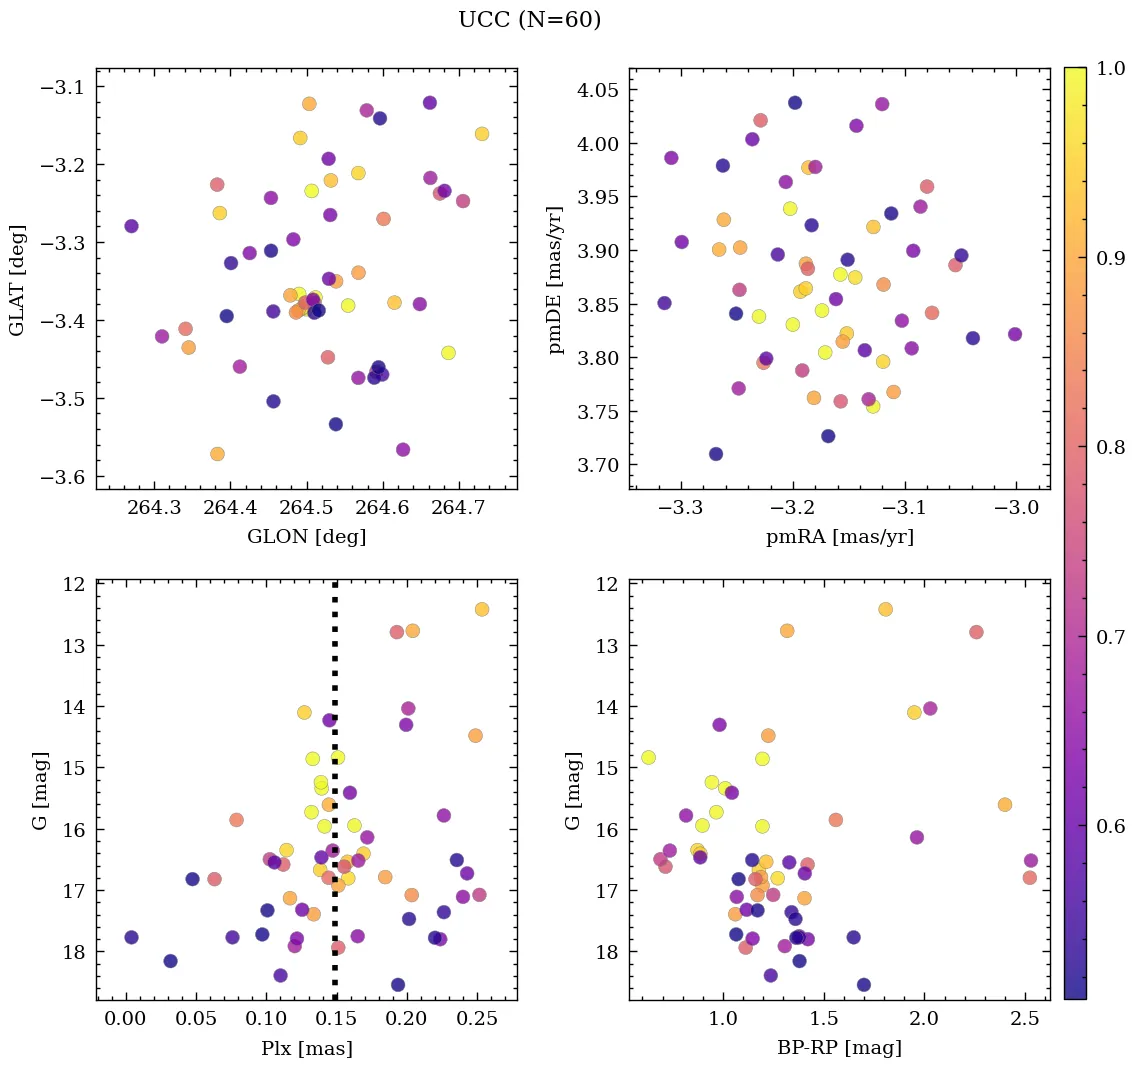 UCC (N=60)
−3.1
−3.2
−3.3
−3.4
−3.5
−3.6
GLAT [deg]
264.3 264.4 264.5 264.6 264.7
GLON [deg]
4.05
4.00
3.95
3.90
3.85
3.80
3.75
3.70
pmDE [mas/yr]
−3.3 −3.2 −3.1 −3.0
pmRA [mas/yr]
1.0
0.9
0.8
0.7
0.6
12
13
14
15
16
17
18
G [mag]
0.00 0.05 0.10 0.15 0.20 0.25
Plx [mas]
12
13
14
15
16
17
18
G [mag]
1.0 1.5 2.0 2.5
BP-RP [mag]